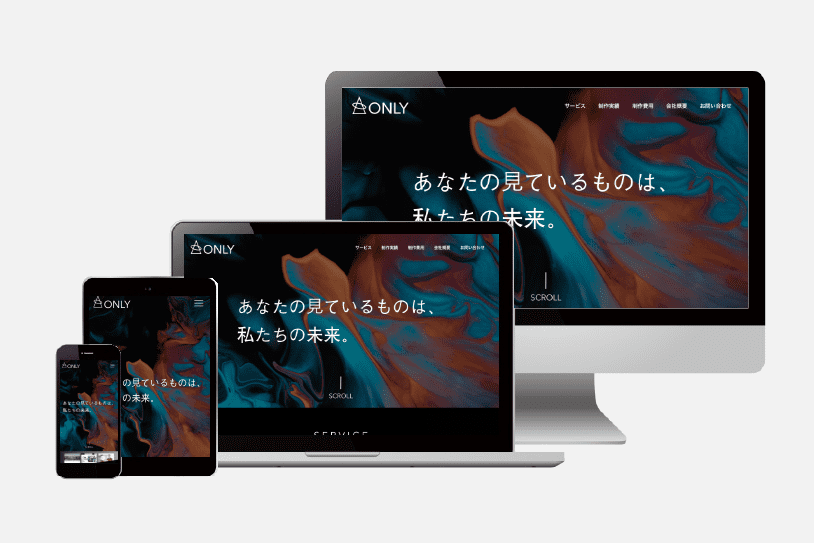 ONLY
サービス 制作実績 制作費用 会社概要 お問い合わせ
あなたの見ているものは、
私たちの未来。
SCROLL
ONLY
サービス 制作実績 制作費用 会社概要 お問い合わせ
あなたの見ているものは、
私たちの未来。
SCROLL
SERVICE
ONLY
の見ているものは、
の未来。
ONLY
あなたの見ているものは、
私たちの未来。